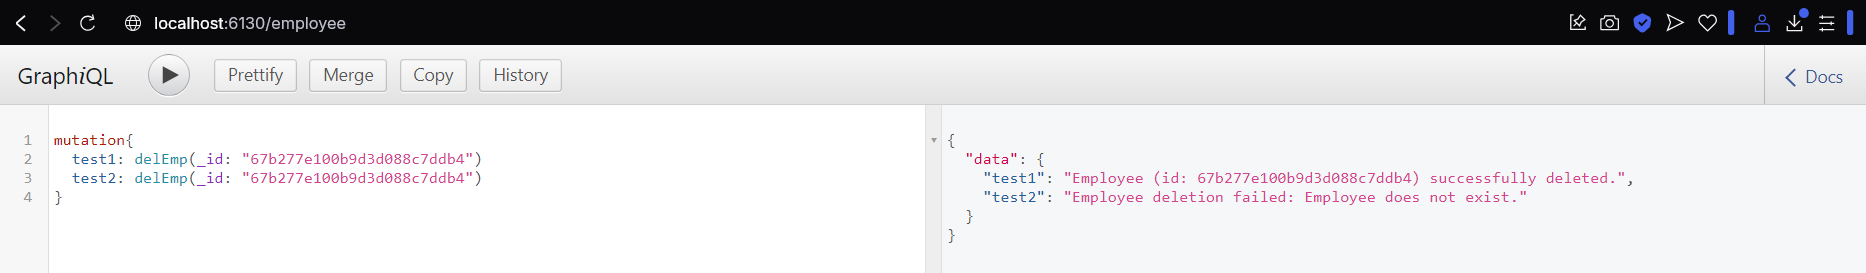 localhost:6130/employee
GraphiQL Prettify Merge Copy History Docs
1 mutation{
2 test1: delEmp(_id: "67b277e100b9d3d088c7ddb4")
3 test2: delEmp(_id: "67b277e100b9d3d088c7ddb4")
4 }
{
"data": {
"test1": "Employee (id: 67b277e100b9d3d088c7ddb4) successfully deleted.",
"test2": "Employee deletion failed: Employee does not exist."
}
}